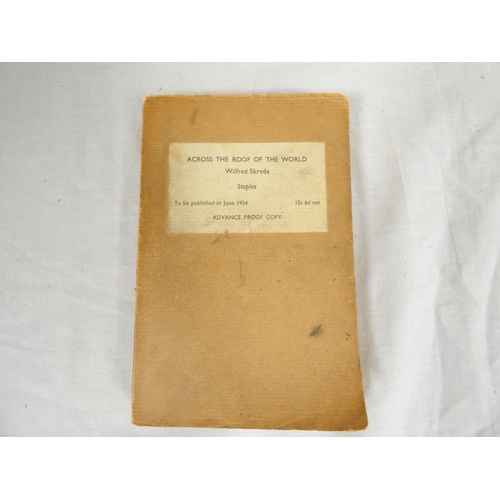 ACROSS THE ROOF OF THE WORLD
Wilfred Skrede
Staples
To be published in June 1954 12s 6d net
ADVANCE PROOF COPY